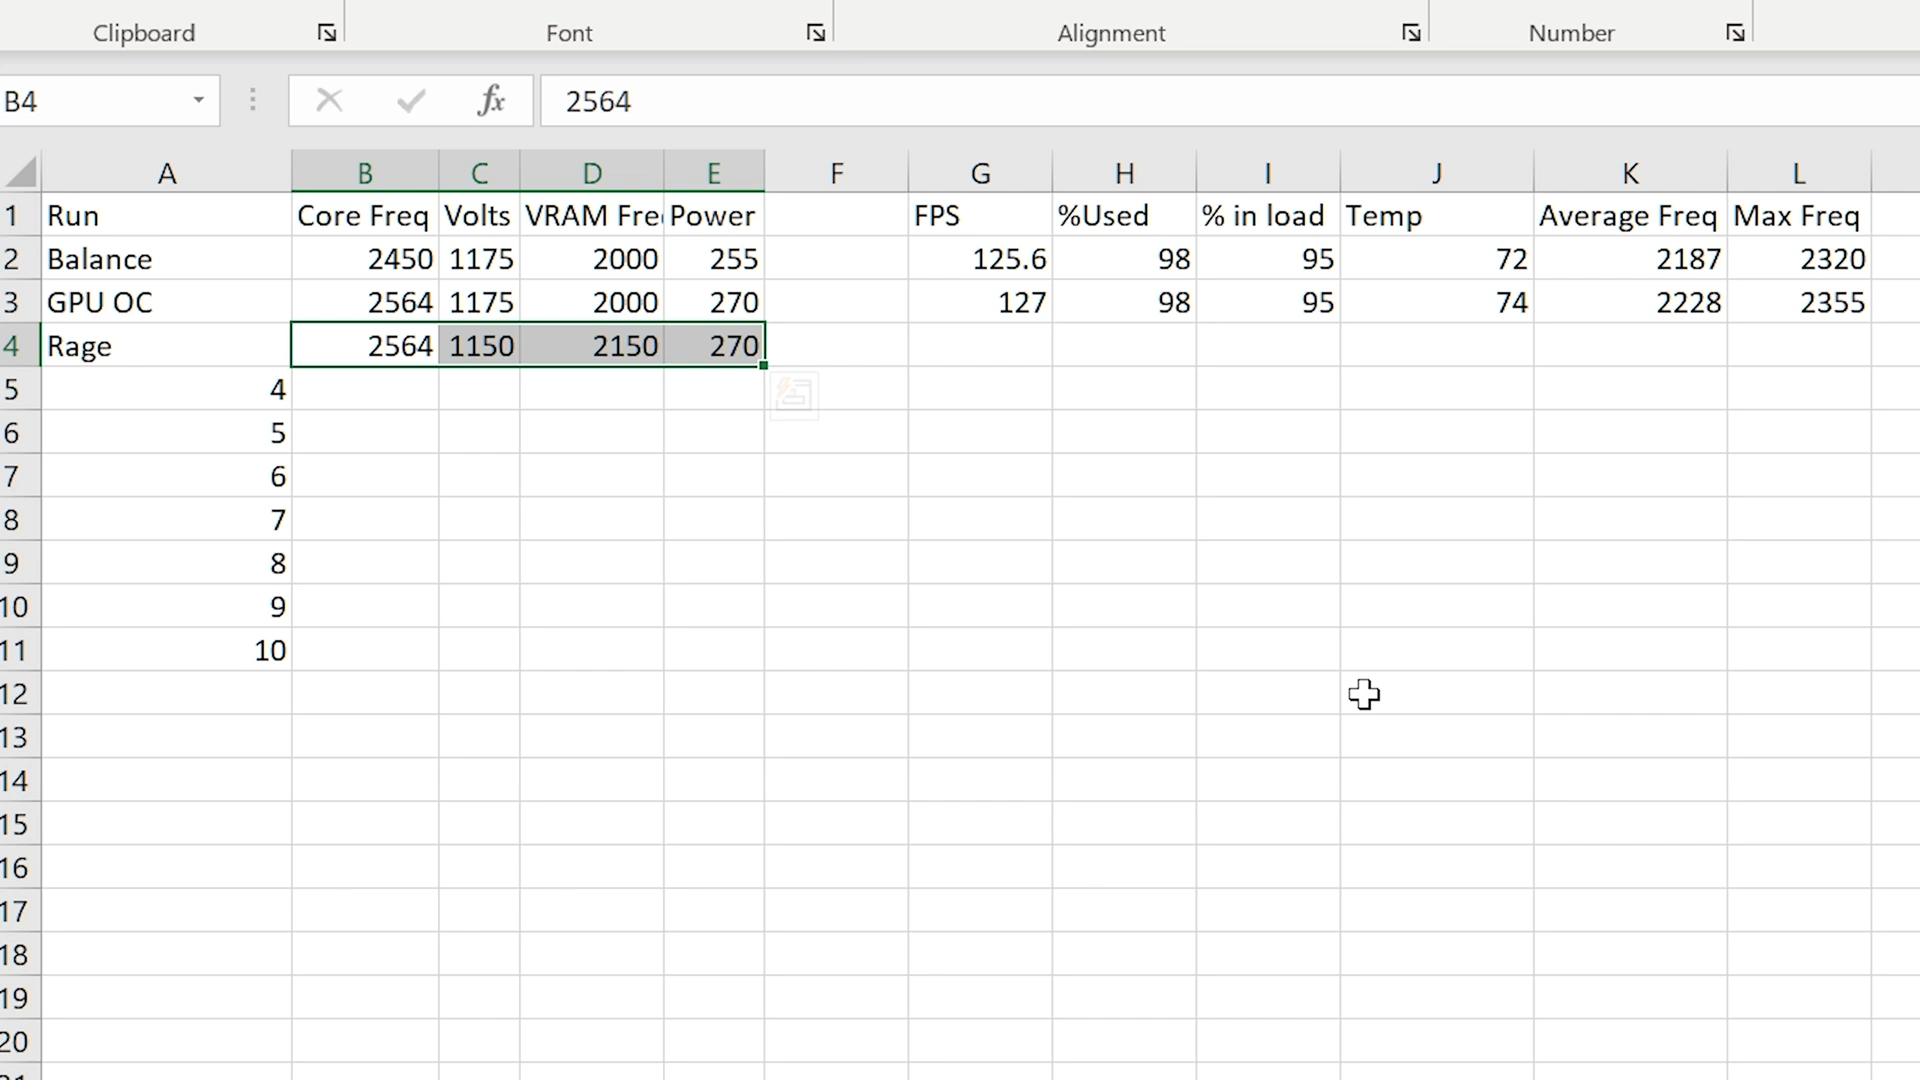 Clipboard Font Alignment Number
B4 fx 2564
A B C D E F G H I J K L
1 Run Core Freq Volts VRAM Fre Power FPS %Used % in load Temp Average Freq Max Freq
2 Balance 2450 1175 2000 255 125.6 98 95 72 2187 2320
3 GPU OC 2564 1175 2000 270 127 98 95 74 2228 2355
4 Rage 2564 1150 2150 270
5 4
6 5
7 6
8 7
9 8
10 9
11 10
12
13
14
15
16
17
18
19
20